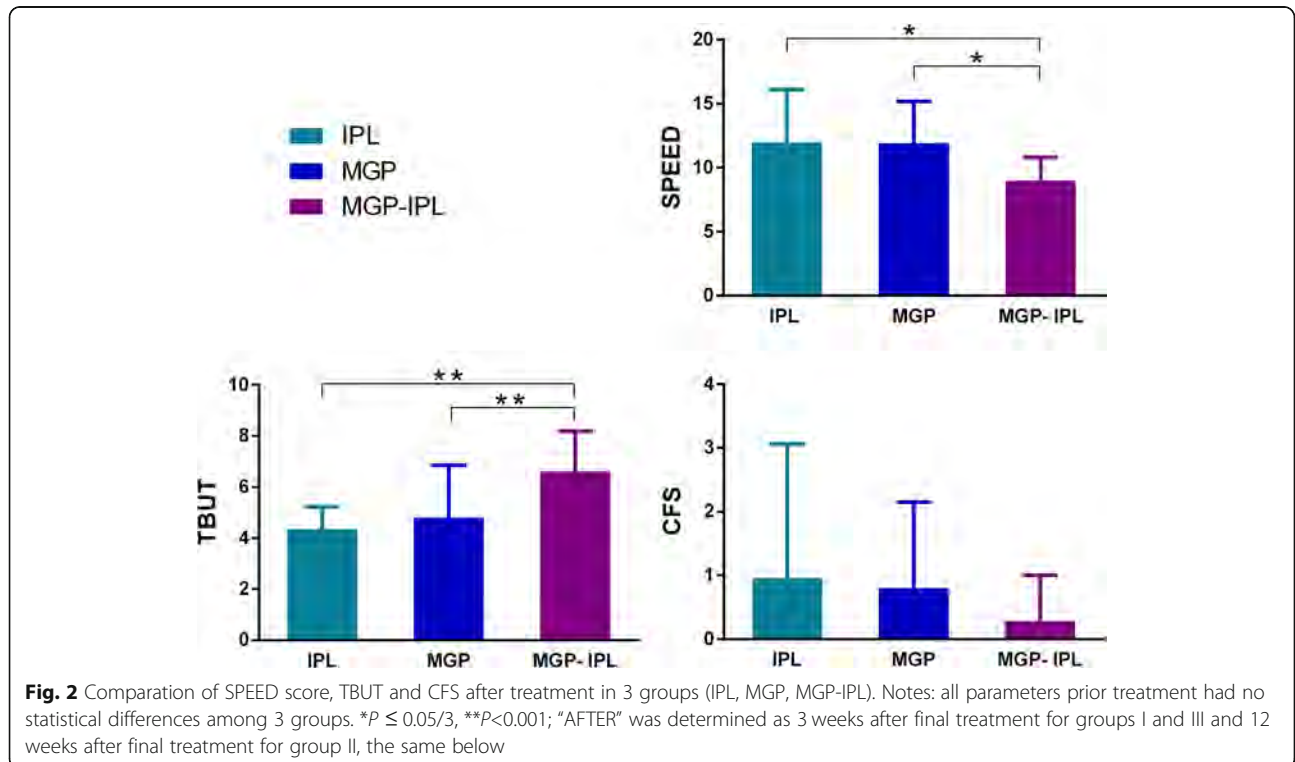 IPL
MGP
MGP-IPL
SPEED
20
15
10
5
0
*
*
IPL MGP MGP- IPL
TBUT
10
8
6
4
2
0
**
**
IPL MGP MGP- IPL
CFS
4
3
2
1
0
IPL MGP MGP- IPL
Fig. 2 Comparation of SPEED score, TBUT and CFS after treatment in 3 groups (IPL, MGP, MGP-IPL). Notes: all parameters prior treatment had no
statistical differences among 3 groups. *P ≤ 0.05/3, **P<0.001; “AFTER” was determined as 3 weeks after final treatment for groups I and III and 12
weeks after final treatment for group II, the same below